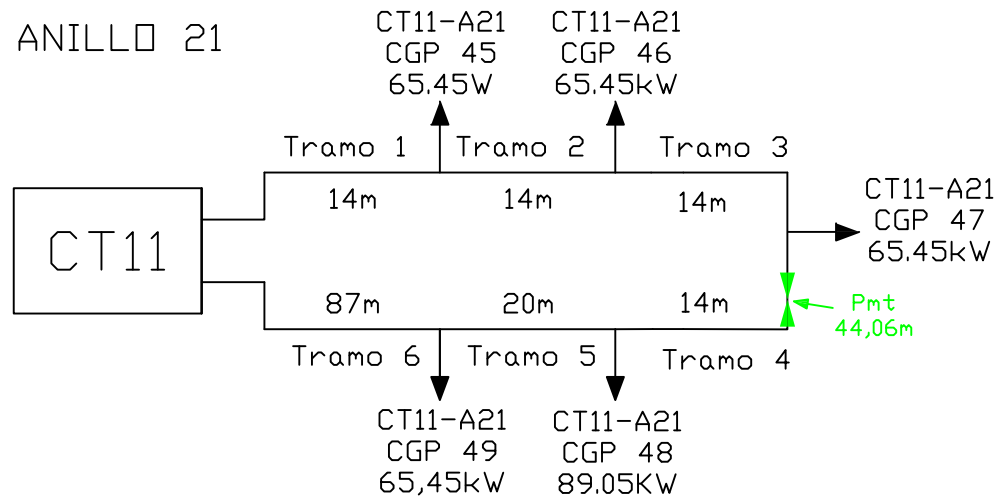 ANILLO 21
CT11-A21
CGP 45
65.45W
CT11-A21
CGP 46
65.45kW
Tramo 1
Tramo 2
Tramo 3
14m
14m
14m
CT11-A21
CGP 47
65.45kW
CT11
87m
20m
14m
Pmt
44,06m
Tramo 6
Tramo 5
Tramo 4
CT11-A21
CGP 49
65,45kW
CT11-A21
CGP 48
89.05KW